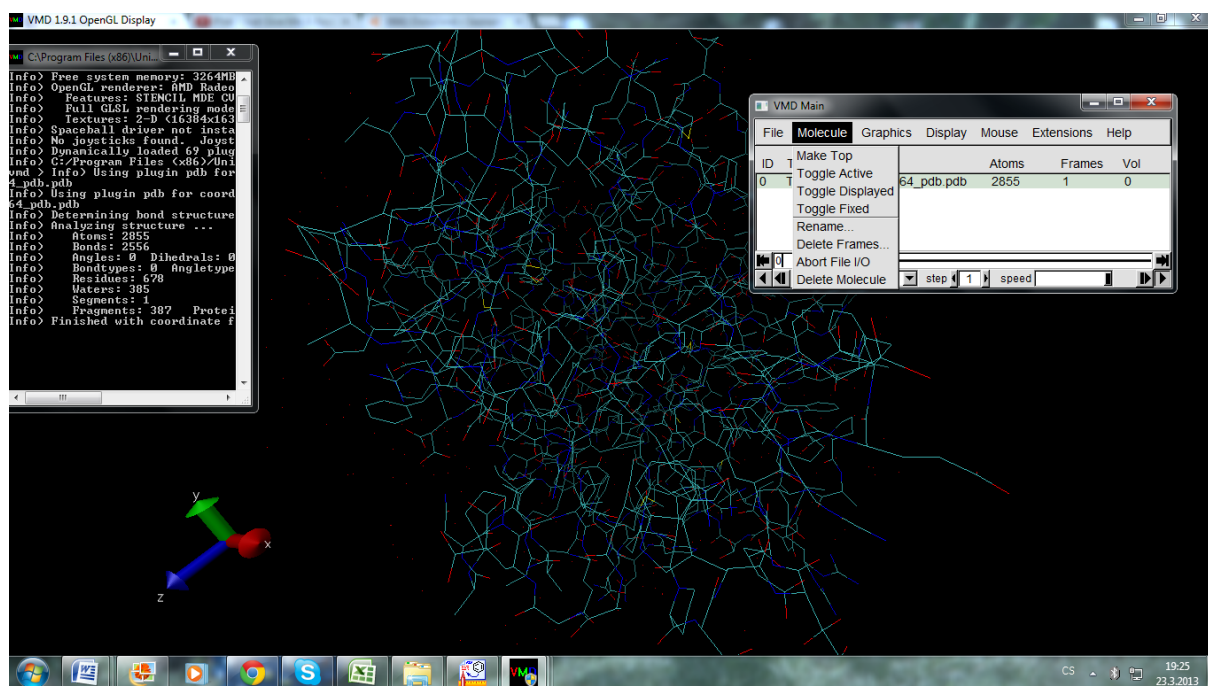 VMD 1.9.1 OpenGL Display
C:\Program Files (x86)\Uni...
Info> Free system memory: 3264MB
Info> OpenGL renderer: AMD Radeo
Info> Features: STENCIL MDE CV
Info> Full GLSL rendering mode
Info> Textures: 2-D (16384x163
Info> Spaceball driver not insta
Info> No joysticks found. Joyst
Info> Dynamically loaded 69 plug
Info> C:/Program Files (x86)/Uni
vmd > Info> Using plugin pdb for
4_pdb.pdb
Info> Using plugin pdb for coord
64_pdb.pdb
Info> Determining bond structure
Info> Analyzing structure ...
Info> Atoms: 2855
Info> Bonds: 2556
Info> Angles: 0 Dihedrals: 0
Info> Bondtypes: 0 Angletype
Info> Residues: 678
Info> Waters: 385
Info> Segments: 1
Info> Fragments: 387 Protei
Info> Finished with coordinate f
VMD Main
File Molecule Graphics Display Mouse Extensions Help
ID T Atoms Frames Vol
0 T 64_pdb.pdb 2855 1 0
Make Top
Toggle Active
Toggle Displayed
Toggle Fixed
Rename...
Delete Frames...
Abort File I/O
Delete Molecule
0
step 1 speed
y
x
z
CS
19:25
23.3.2013